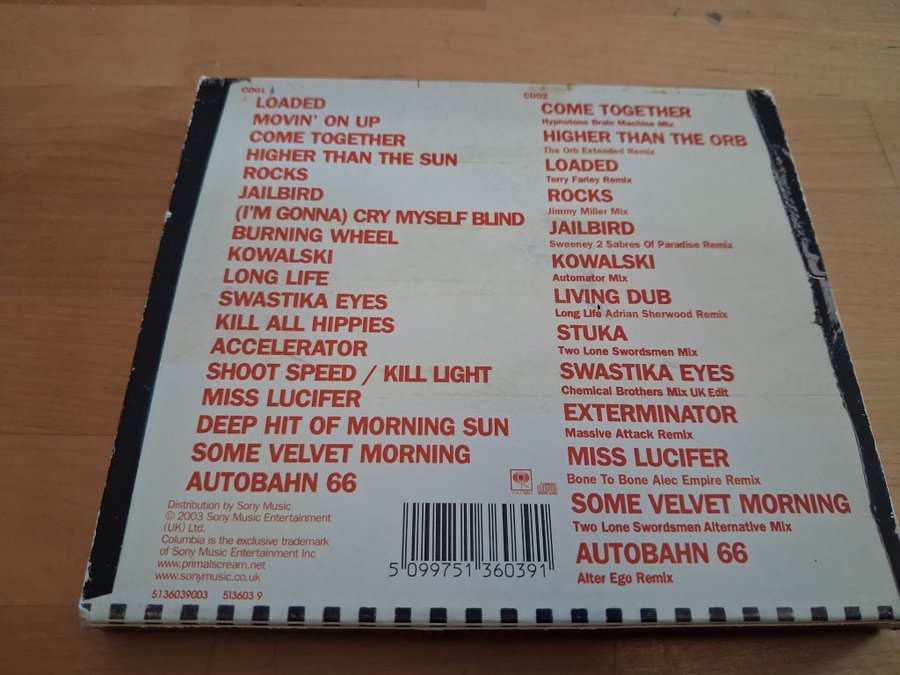 CD01
LOADED
MOVIN' ON UP
COME TOGETHER
HIGHER THAN THE SUN
ROCKS
JAILBIRD
(I'M GONNA) CRY MYSELF BLIND
BURNING WHEEL
KOWALSKI
LONG LIFE
SWASTIKA EYES
KILL ALL HIPPIES
ACCELERATOR
SHOOT SPEED / KILL LIGHT
MISS LUCIFER
DEEP HIT OF MORNING SUN
SOME VELVET MORNING
AUTOBAHN 66
Distribution by Sony Music
© 2003 Sony Music Entertainment
(UK) Ltd.
Columbia is the exclusive trademark
of Sony Music Entertainment Inc
www.primalscream.net
www.sonymusic.co.uk
5136039003 513603 9
5 099751 360391
CD02
COME TOGETHER
Hypnotone Brain Machine Mix
HIGHER THAN THE ORB
The Orb Extended Remix
LOADED
Terry Farley Remix
ROCKS
Jimmy Miller Mix
JAILBIRD
Sweeney 2 Sabres Of Paradise Remix
KOWALSKI
Automator Mix
LIVING DUB
Long Life Adrian Sherwood Remix
STUKA
Two Lone Swordsmen Mix
SWASTIKA EYES
Chemical Brothers Mix UK Edit
EXTERMINATOR
Massive Attack Remix
MISS LUCIFER
Bone To Bone Alec Empire Remix
SOME VELVET MORNING
Two Lone Swordsmen Alternative Mix
AUTOBAHN 66
Alter Ego Remix